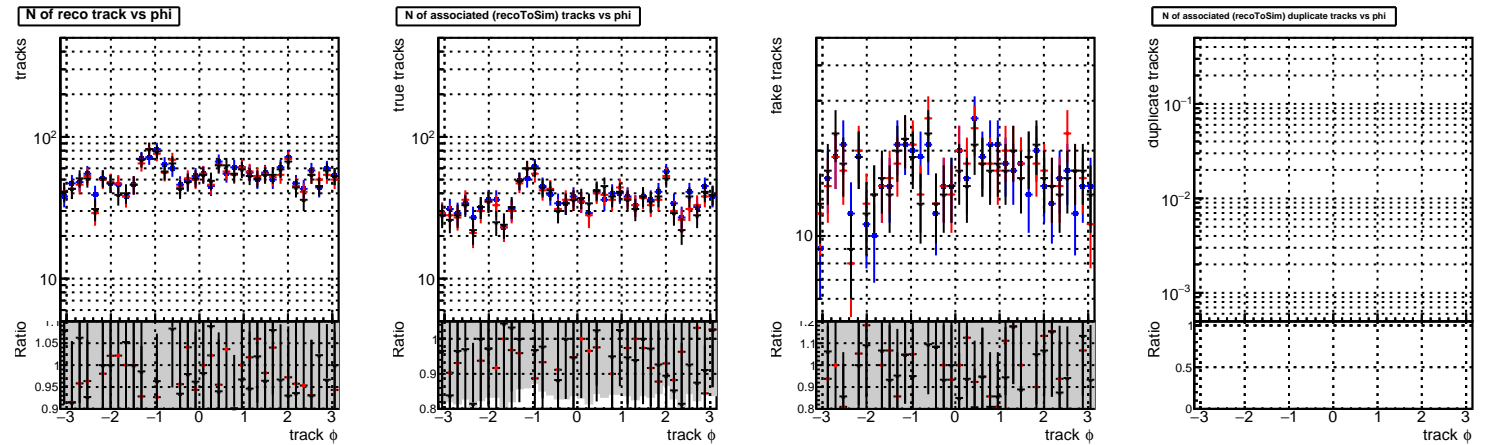 N of reco track vs phi
tracks
10²
10
Ratio
1.1
1.05
1
0.95
0.9
−3 −2 −1 0 1 2 3
track ϕ
N of associated (recoToSim) tracks vs phi
true tracks
10²
10
Ratio
1
0.9
0.8
−3 −2 −1 0 1 2 3
track ϕ
fake tracks
10
Ratio
1.2
1.1
1
0.9
0.8
−3 −2 −1 0 1 2 3
track ϕ
N of associated (recoToSim) duplicate tracks vs phi
duplicate tracks
10⁻¹
10⁻²
10⁻³
Ratio
1
0.5
0
−3 −2 −1 0 1 2 3
track ϕ